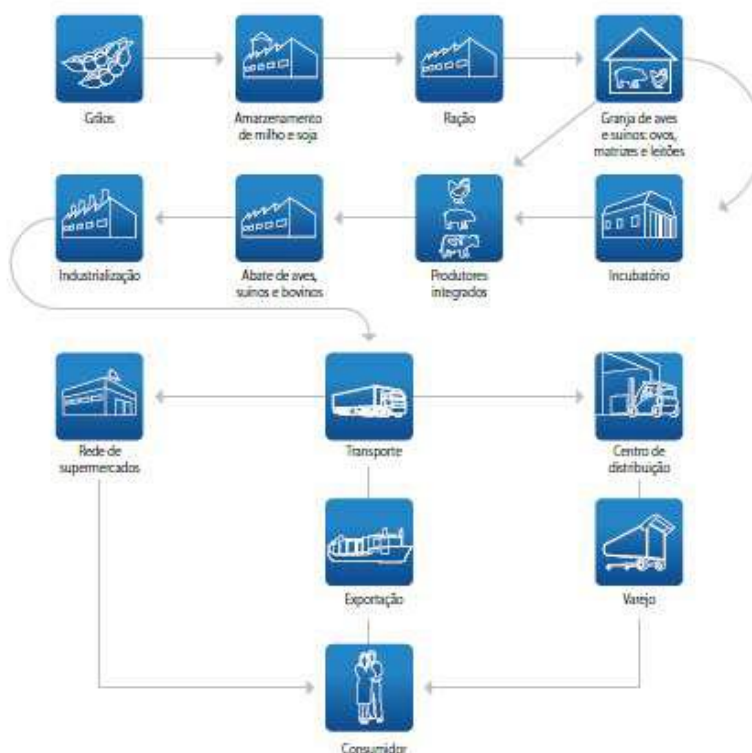 Grãos
Amarzenamento
de milho e soja
Ração
Granja de aves
e suínos: ovos,
matrizes e leitões
Industrialização
Abate de aves,
suínos e bovinos
Produtores
integrados
Incubatório
Rede de
supermercados
Transporte
Centro de
distribuição
Exportação
Varejo
Consumidor